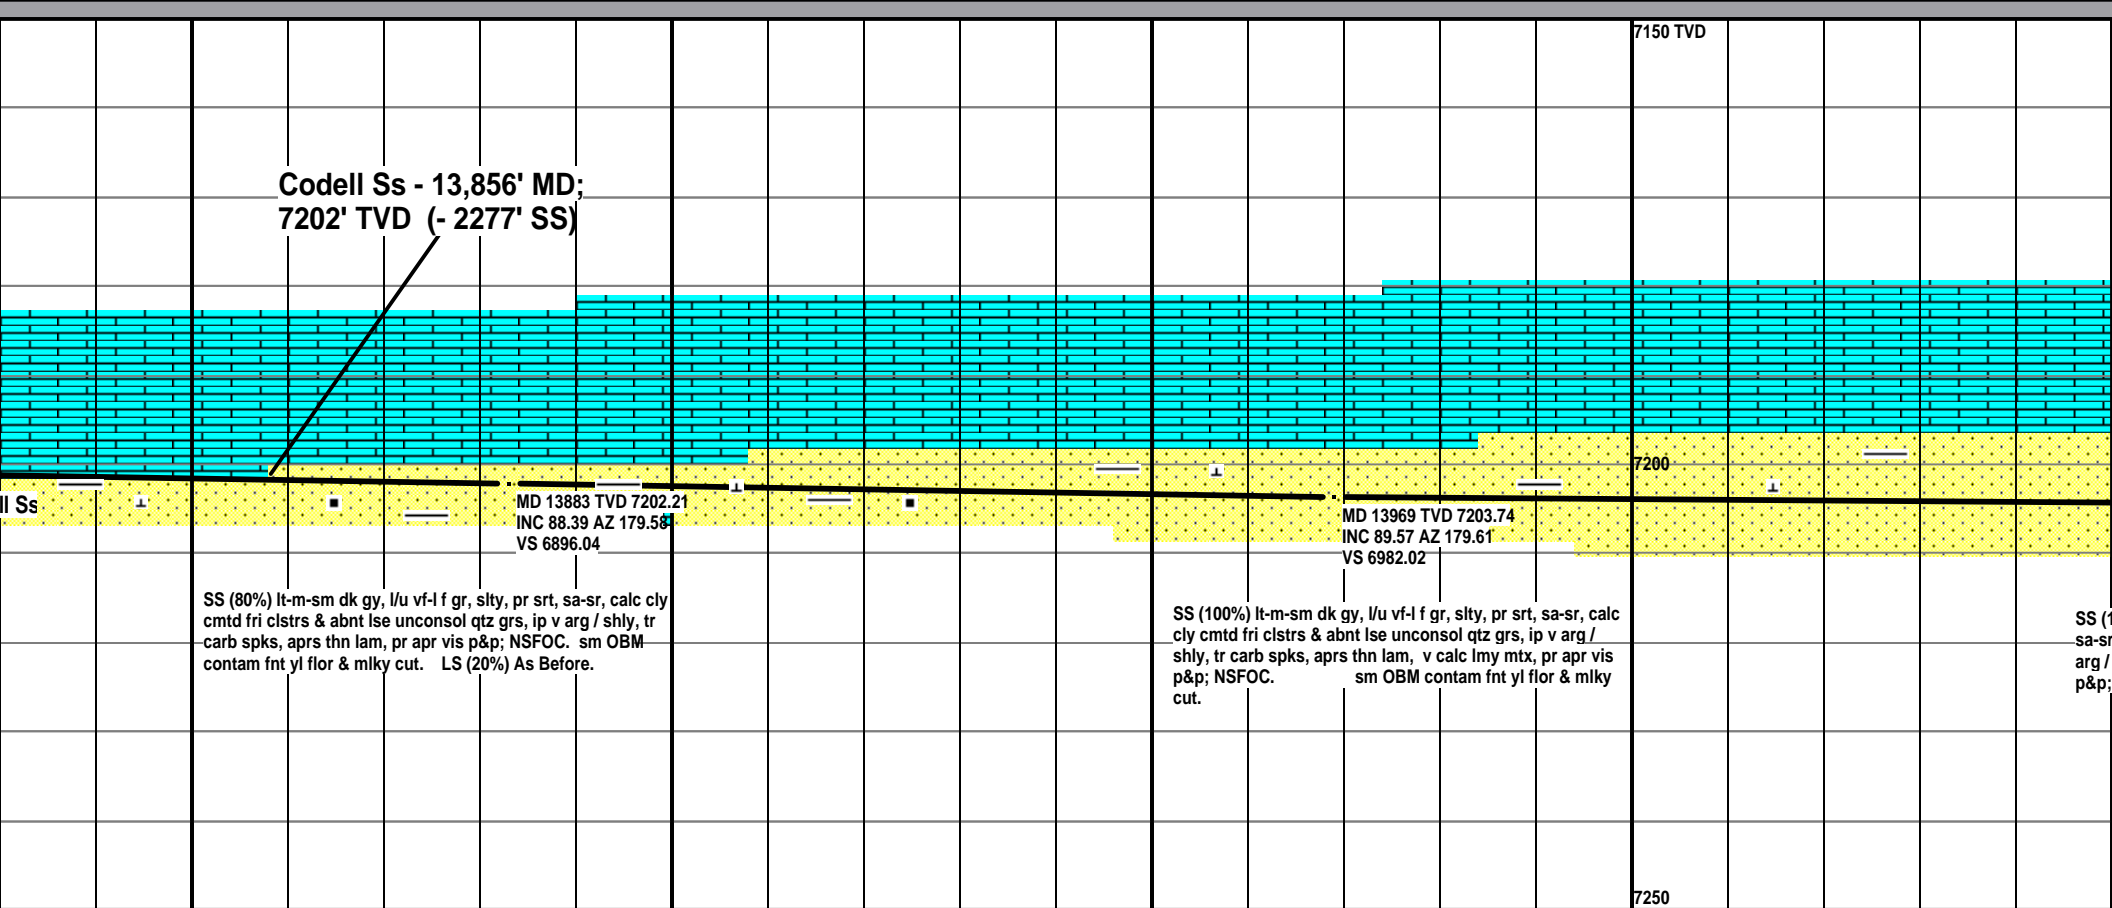 7150 TVD
Codell Ss - 13,856' MD;
7202' TVD (- 2277' SS)
7200
ll Ss
MD 13883 TVD 7202.21
INC 88.39 AZ 179.58
VS 6896.04
MD 13969 TVD 7203.74
INC 89.57 AZ 179.61
VS 6982.02
SS (80%) lt-m-sm dk gy, l/u vf-l f gr, slty, pr srt, sa-sr, calc cly
cmtd fri clstrs & abnt lse unconsol qtz grs, ip v arg / shly, tr
carb spks, aprs thn lam, pr apr vis p&p; NSFOC. sm OBM
contam fnt yl flor & mlky cut. LS (20%) As Before.
SS (100%) lt-m-sm dk gy, l/u vf-l f gr, slty, pr srt, sa-sr, calc
cly cmtd fri clstrs & abnt lse unconsol qtz grs, ip v arg /
shly, tr carb spks, aprs thn lam, v calc lmy mtx, pr apr vis
p&p; NSFOC. sm OBM contam fnt yl flor & mlky
cut.
SS (1
sa-sr
arg /
p&p;
7250